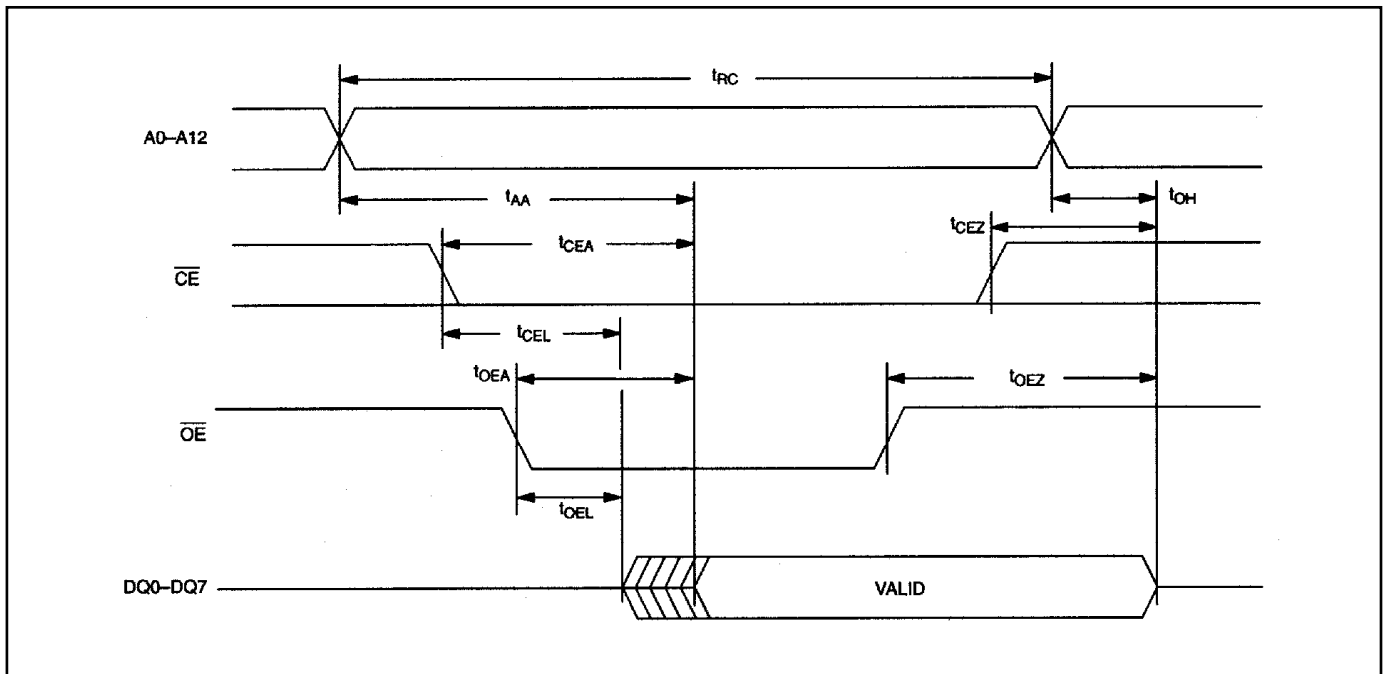 tRC
A0–A12
tAA
tOH
tCEA
tCEZ
CE
tCEL
tOEA
tOEZ
OE
tOEL
DQ0–DQ7
VALID